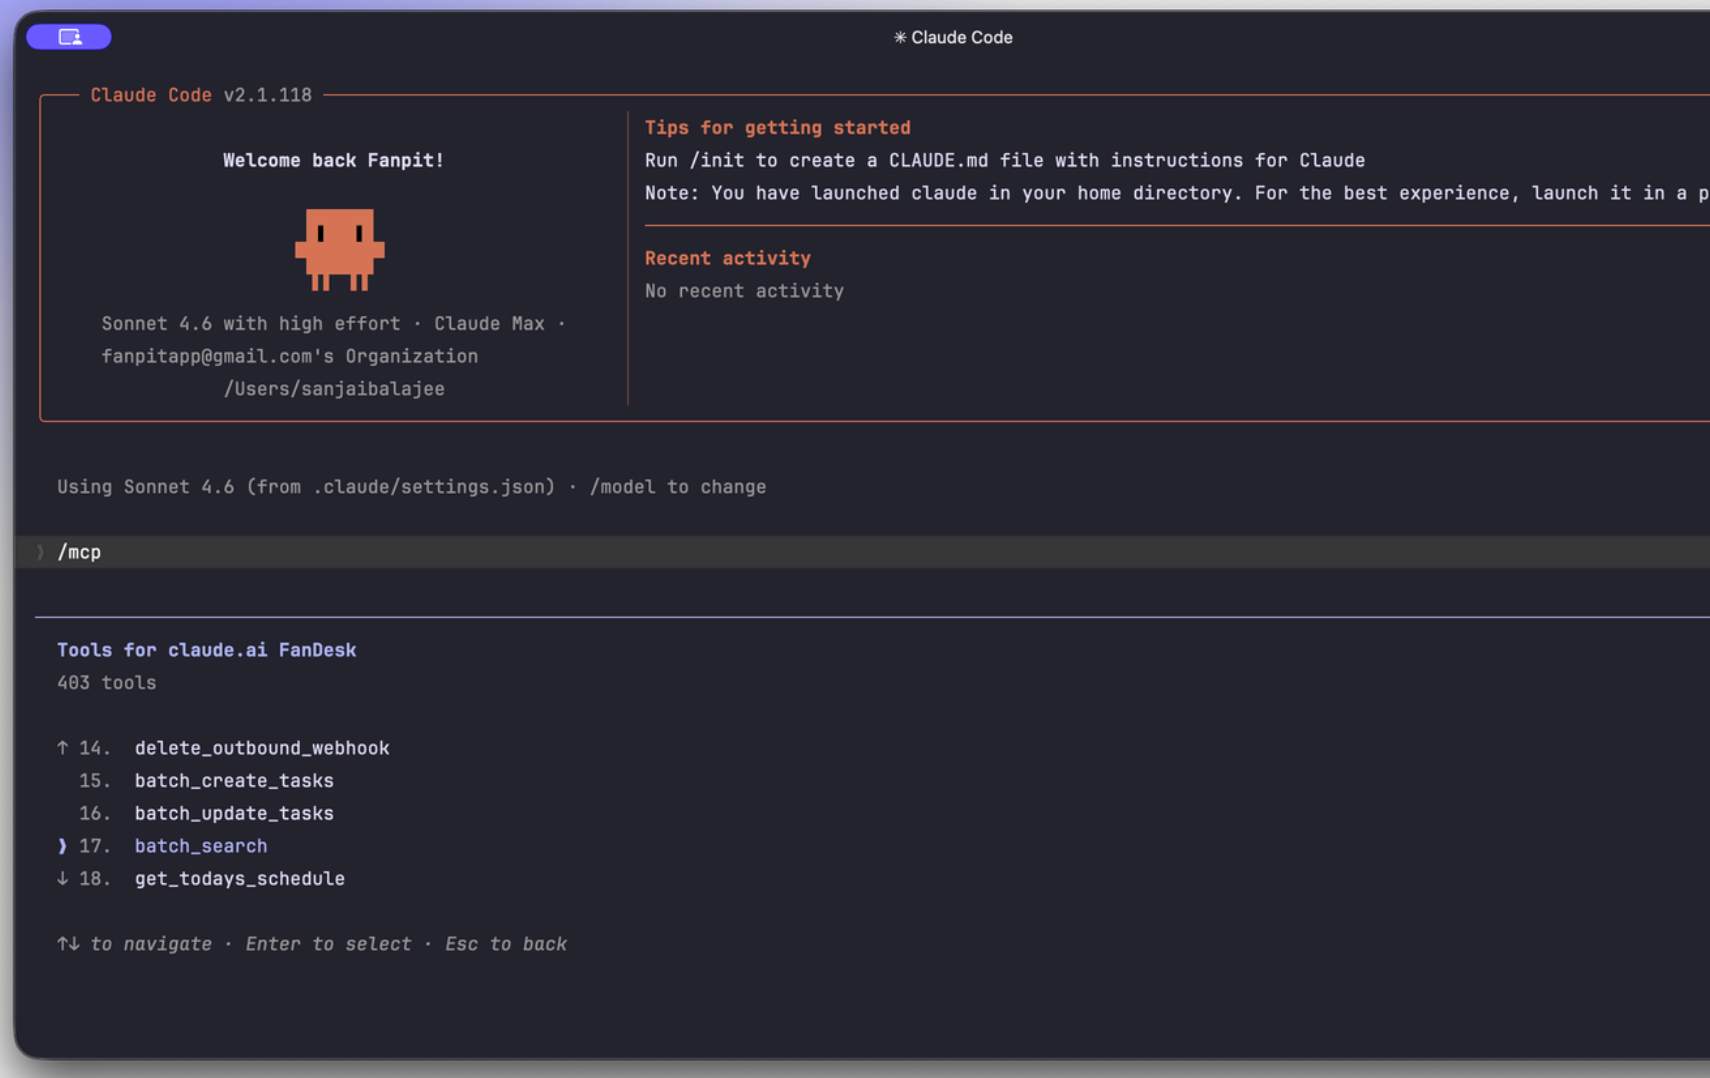 ✳ Claude Code
Claude Code v2.1.118
Welcome back Fanpit!
Sonnet 4.6 with high effort · Claude Max ·
fanpitapp@gmail.com's Organization
/Users/sanjaibalajee
Tips for getting started
Run /init to create a CLAUDE.md file with instructions for Claude
Note: You have launched claude in your home directory. For the best experience, launch it in a p
Recent activity
No recent activity
Using Sonnet 4.6 (from .claude/settings.json) · /model to change
❯ /mcp
Tools for claude.ai FanDesk
403 tools
↑ 14. delete_outbound_webhook
15. batch_create_tasks
16. batch_update_tasks
❯ 17. batch_search
↓ 18. get_todays_schedule
↑↓ to navigate · Enter to select · Esc to back